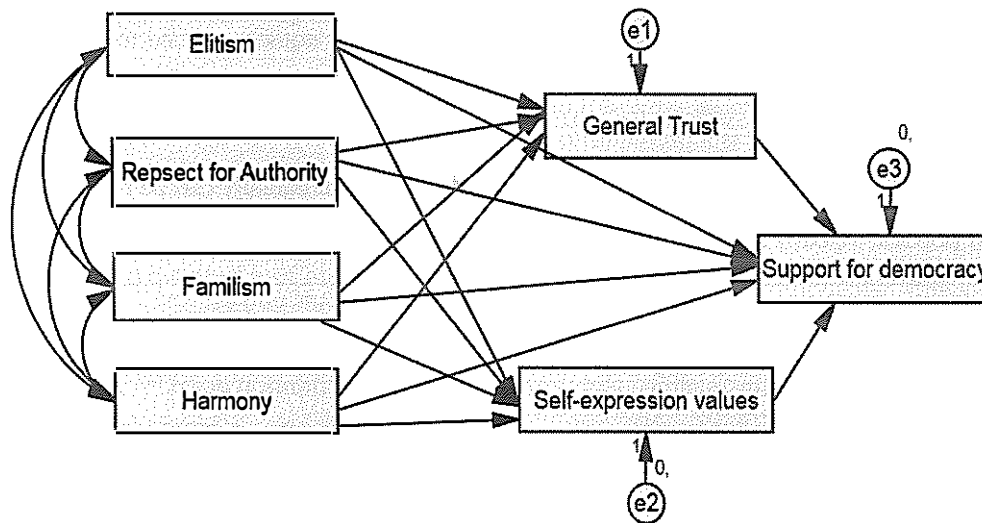 Elitism
e1
1
General Trust
Repsect for Authority
0,
e3
1
Familism
Support for democracy
Harmony
Self-expression values
1
0,
e2